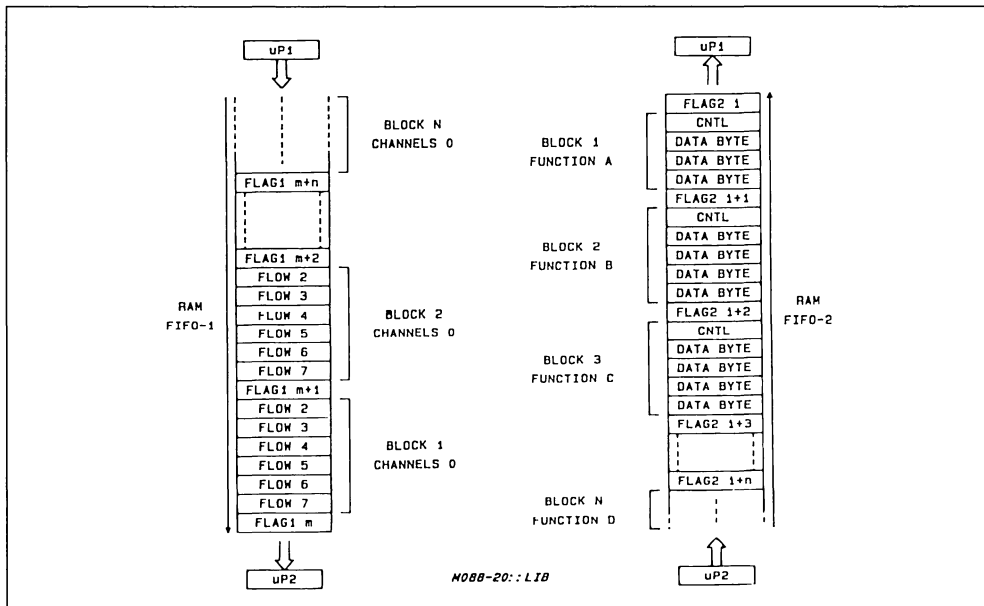 uP1
BLOCK N
CHANNELS 0
FLAG1 m+n
FLAG1 m+2
FLOW 2
FLOW 3
FLOW 4
FLOW 5
FLOW 6
FLOW 7
BLOCK 2
CHANNELS 0
RAM
FIFO-1
FLAG1 m+1
FLOW 2
FLOW 3
FLOW 4
FLOW 5
FLOW 6
FLOW 7
BLOCK 1
CHANNELS 0
FLAG1 m
uP2
uP1
FLAG2 1
CNTL
DATA BYTE
DATA BYTE
DATA BYTE
BLOCK 1
FUNCTION A
FLAG2 1+1
CNTL
DATA BYTE
DATA BYTE
DATA BYTE
DATA BYTE
BLOCK 2
FUNCTION B
FLAG2 1+2
RAM
FIFO-2
CNTL
DATA BYTE
DATA BYTE
DATA BYTE
DATA BYTE
BLOCK 3
FUNCTION C
FLAG2 1+3
FLAG2 1+n
BLOCK N
FUNCTION D
uP2
M088-20::LIB